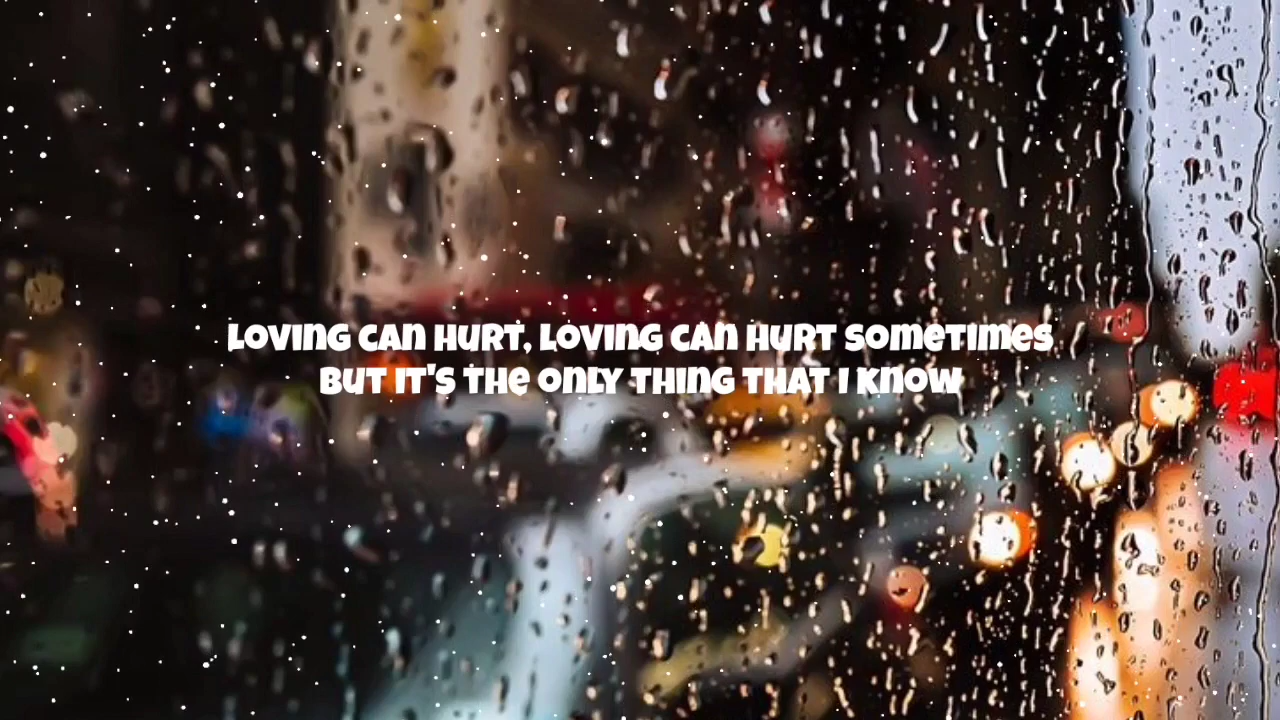 Loving can hurt, loving can hurt sometimes
But it's the only thing that I know